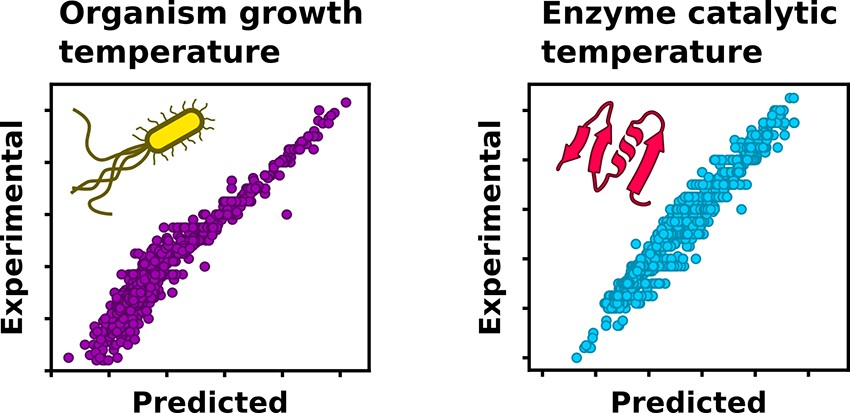 Organism growth
temperature
Experimental
Predicted
Enzyme catalytic
temperature
Experimental
Predicted